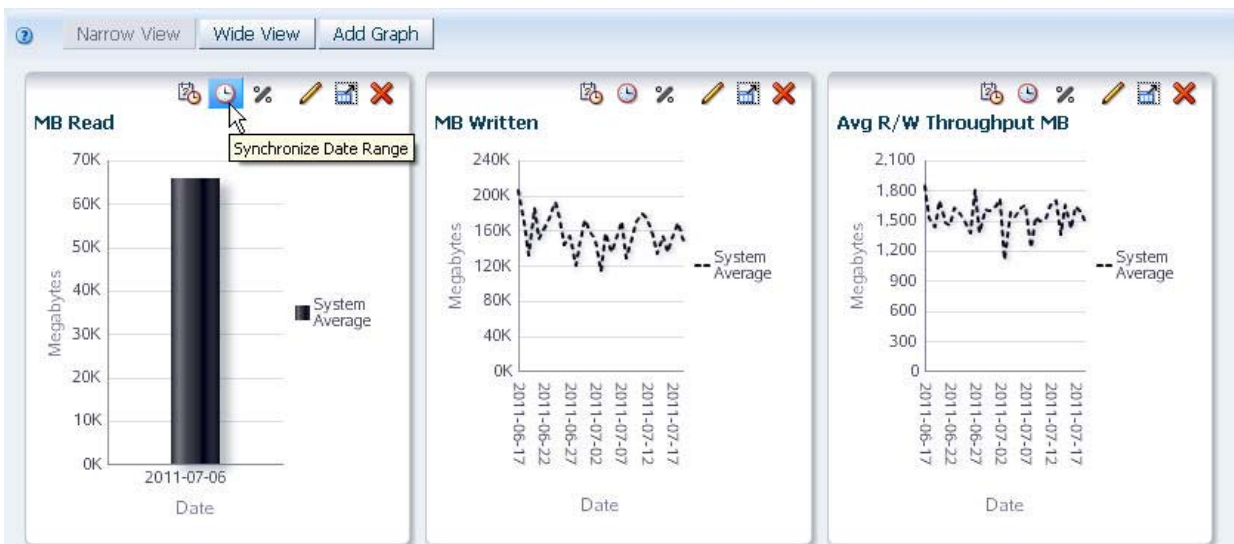 Narrow View
Wide View
Add Graph
MB Read
Synchronize Date Range
70K
60K
50K
40K
30K
20K
10K
0K
Megabytes
2011-07-06
Date
System
Average
MB Written
240K
200K
160K
120K
80K
40K
0K
Megabytes
2011-06-17
2011-06-22
2011-06-27
2011-07-02
2011-07-07
2011-07-12
2011-07-17
Date
System
Average
Avg R/W Throughput MB
2,100
1,800
1,500
1,200
900
600
300
0
Megabytes
2011-06-17
2011-06-22
2011-06-27
2011-07-02
2011-07-07
2011-07-12
2011-07-17
Date
System
Average